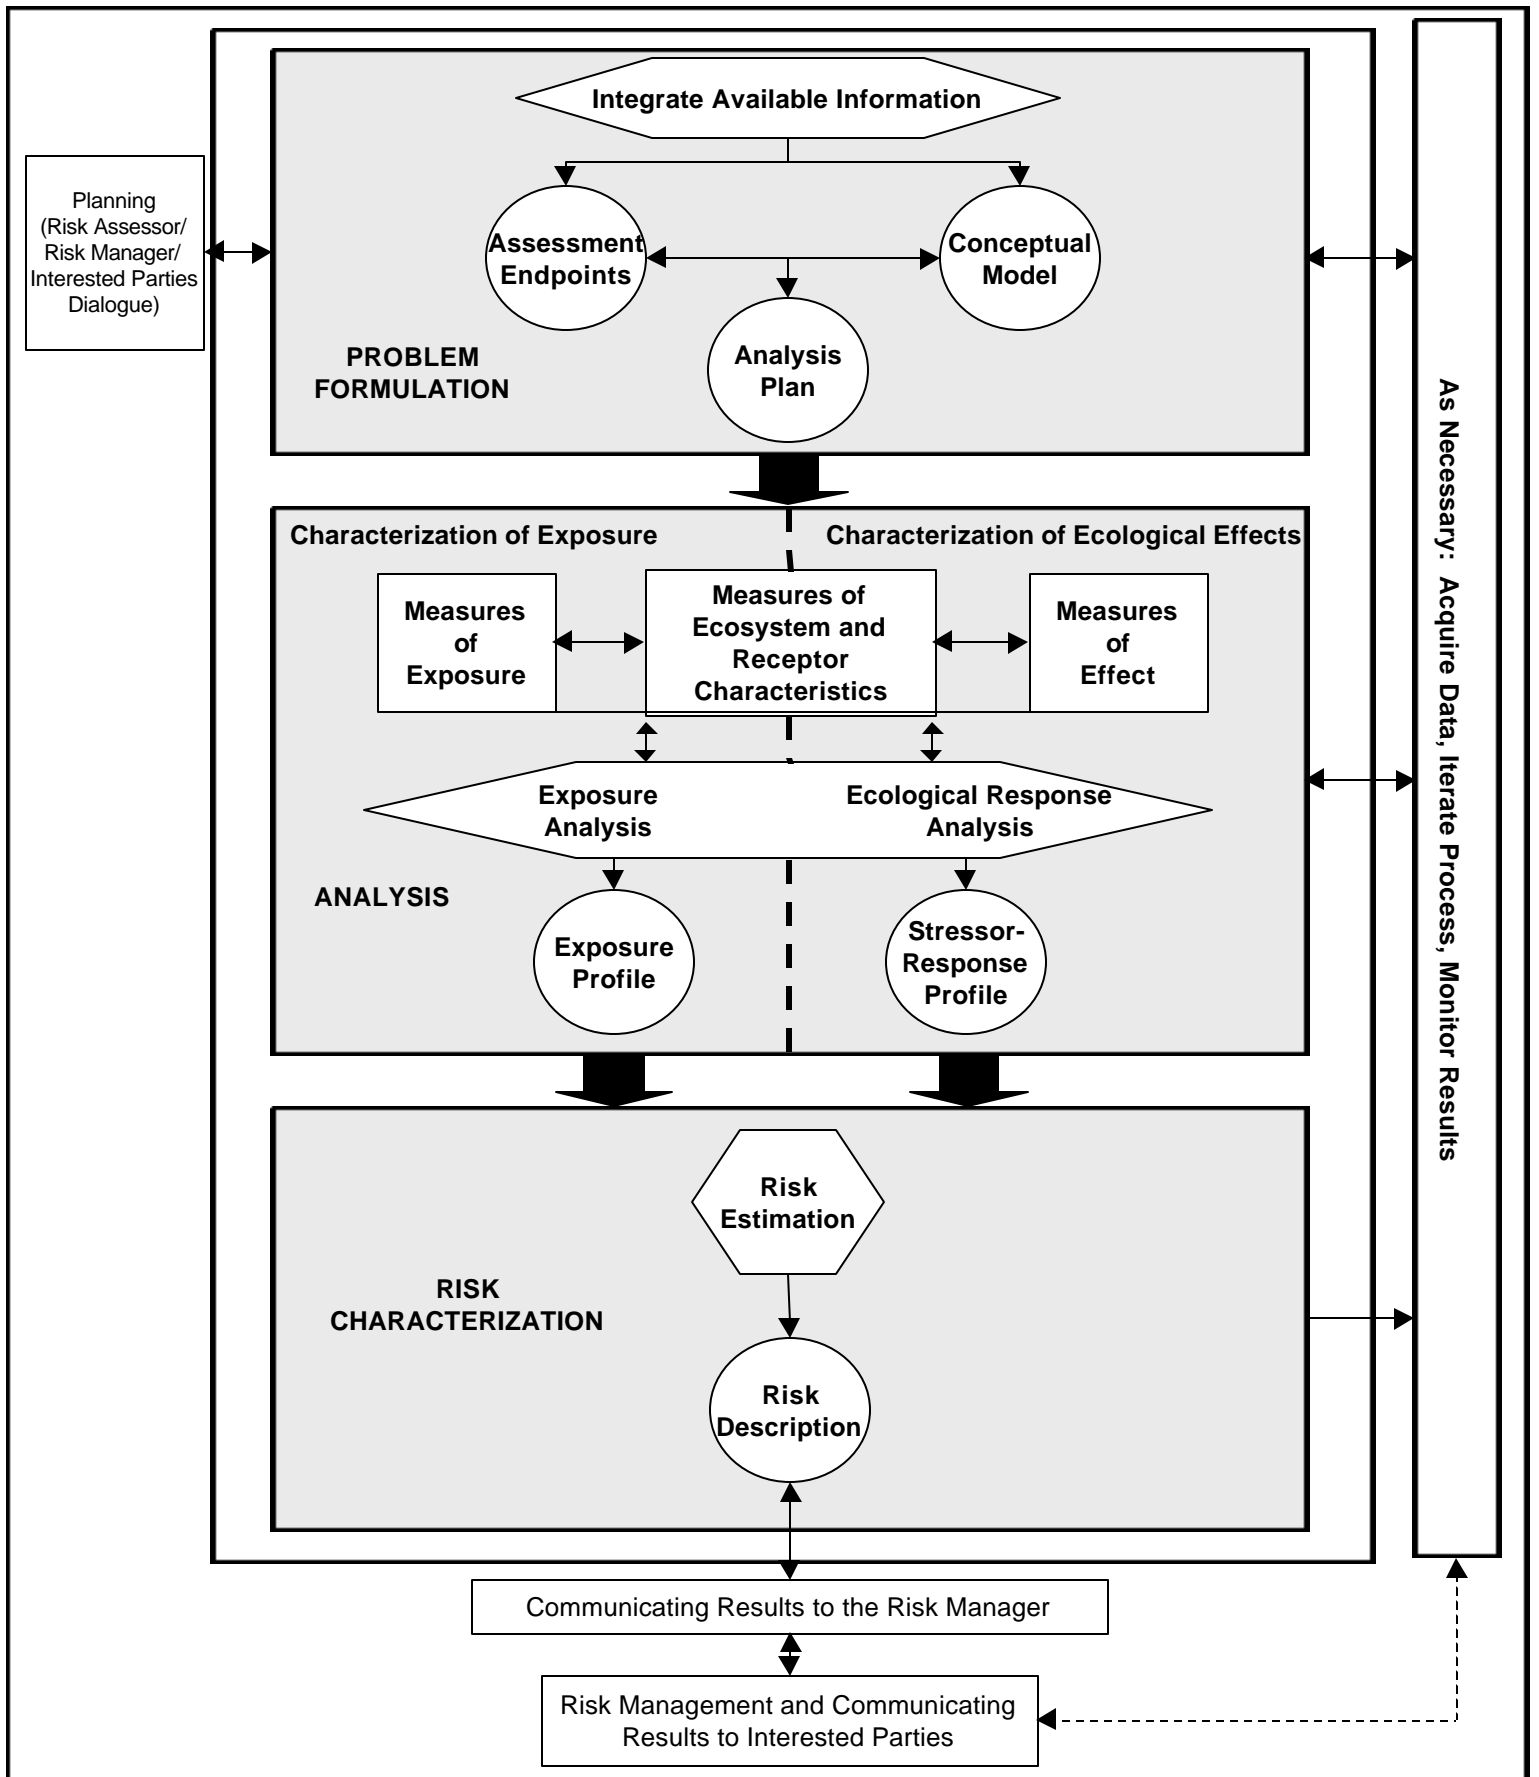 Integrate Available Information
Planning
(Risk Assessor/
Risk Manager/
Interested Parties
Dialogue)
Assessment
Endpoints
Conceptual
Model
Analysis
Plan
PROBLEM
FORMULATION
Characterization of Exposure
Characterization of Ecological Effects
Measures
of
Exposure
Measures of
Ecosystem and
Receptor
Characteristics
Measures
of
Effect
Exposure
Analysis
Ecological Response
Analysis
ANALYSIS
Exposure
Profile
Stressor-
Response
Profile
Risk
Estimation
RISK
CHARACTERIZATION
Risk
Description
Communicating Results to the Risk Manager
Risk Management and Communicating
Results to Interested Parties
As Necessary: Acquire Data, Iterate Process, Monitor Results